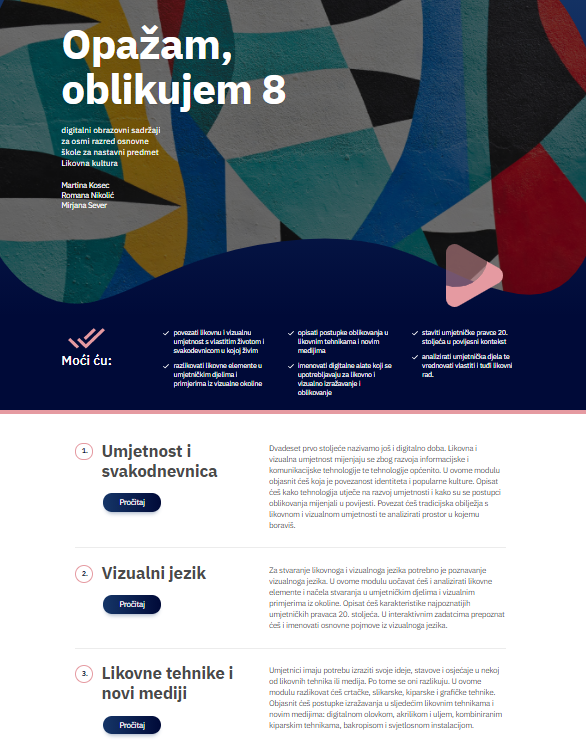 Opažam,
oblikujem 8
digitalni obrazovni sadržaji
za osmi razred osnovne
škole za nastavni predmet
Likovna kultura
Martina Kosec
Romana Nikolić
Mirjana Sever
Moći ću:
povezati likovnu i vizualnu
umjetnost s vlastitim životom i
svakodnevicom u kojoj živim
razlikovati likovne elemente u
umjetničkim djelima i
primjerima iz vizualne okoline
opisati postupke oblikovanja u
likovnim tehnikama i novim
medijima
imenovati digitalne alate koji se
upotrebljavaju za likovno i
vizualno izražavanje i
oblikovanje
staviti umjetničke pravce 20.
stoljeća u povijesni kontekst
analizirati umjetnička djela te
vrednovati vlastiti i tuđi likovni
rad.
1.
Umjetnost i
svakodnevnica
Pročitaj
Dvadeset prvo stoljeće nazivamo još i digitalno doba. Likovna i
vizualna umjetnost mijenjaju se zbog razvoja informacijske i
komunikacijske tehnologije te tehnologije općenito. U ovome modulu
objasnit ćeš koja je povezanost identiteta i popularne kulture. Opisat
ćeš kako tehnologija utječe na razvoj umjetnosti i kako su se postupci
oblikovanja mijenjali u povijesti. Povezat ćeš tradicijska obilježja s
likovnom i vizualnom umjetnosti te analizirati prostor u kojemu
boraviš.
2.
Vizualni jezik
Pročitaj
Za stvaranje likovnoga i vizualnoga jezika potrebno je poznavanje
vizualnoga jezika. U ovome modulu uočavat ćeš i analizirati likovne
elemente i načela stvaranja u umjetničkim djelima i vizualnim
primjerima iz okoline. Opisat ćeš karakteristike najpoznatijih
umjetničkih pravaca 20. stoljeća. U interaktivnim zadatcima prepoznat
ćeš i imenovati osnovne pojmove iz vizualnoga jezika.
3.
Likovne tehnike i
novi mediji
Pročitaj
Umjetnici imaju potrebu izraziti svoje ideje, stavove i osjećaje u nekoj
od likovnih tehnika ili medija. Po tome se oni razlikuju. U ovome
modulu razlikovat ćeš crtačke, slikarske, kiparske i grafičke tehnike.
Objasnit ćeš postupke izražavanja u sljedećim likovnim tehnikama i
novim medijima: digitalnom olovkom, akrilikom i uljem, kombiniranim
kiparskim tehnikama, bakropisom i svjetlosnom instalacijom.